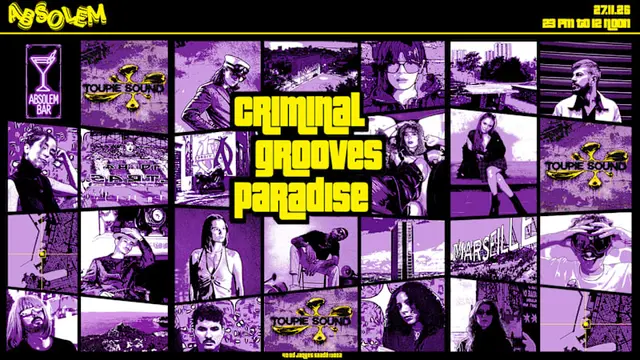 ABSOLEM
27.11.26
23 PM TO 12 NOON
ABSOLEM
BAR
TOUPIE SOUND
CRIMINAL
GROOVES
PARADISE
TOUPIE SOUND
MARSEILL
TOUPIE SOUND